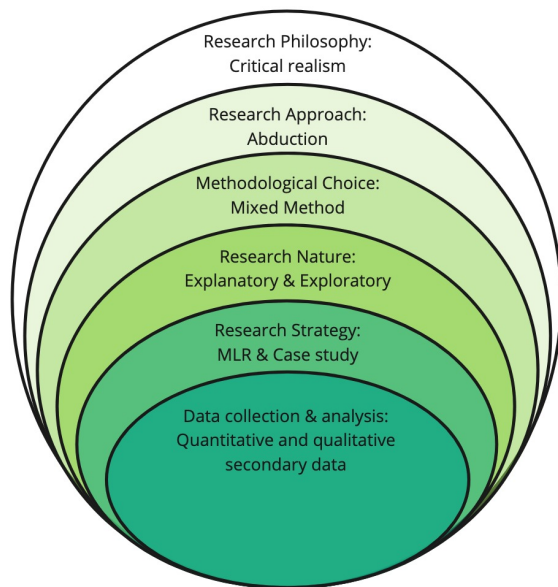 Research Philosophy:
Critical realism
Research Approach:
Abduction
Methodological Choice:
Mixed Method
Research Nature:
Explanatory & Exploratory
Research Strategy:
MLR & Case study
Data collection & analysis:
Quantitative and qualitative
secondary data